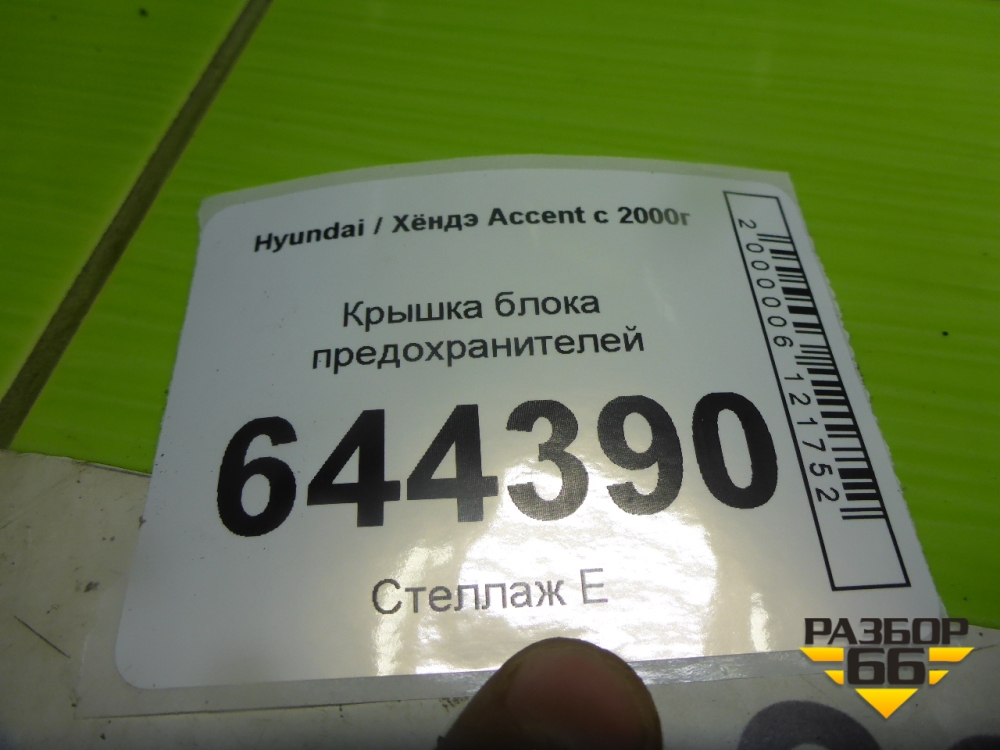 Hyundai / Хёндэ Accent с 2000г
Крышка блока
предохранителей
644390
Стеллаж Е
2000006121752
РАЗБОР
66